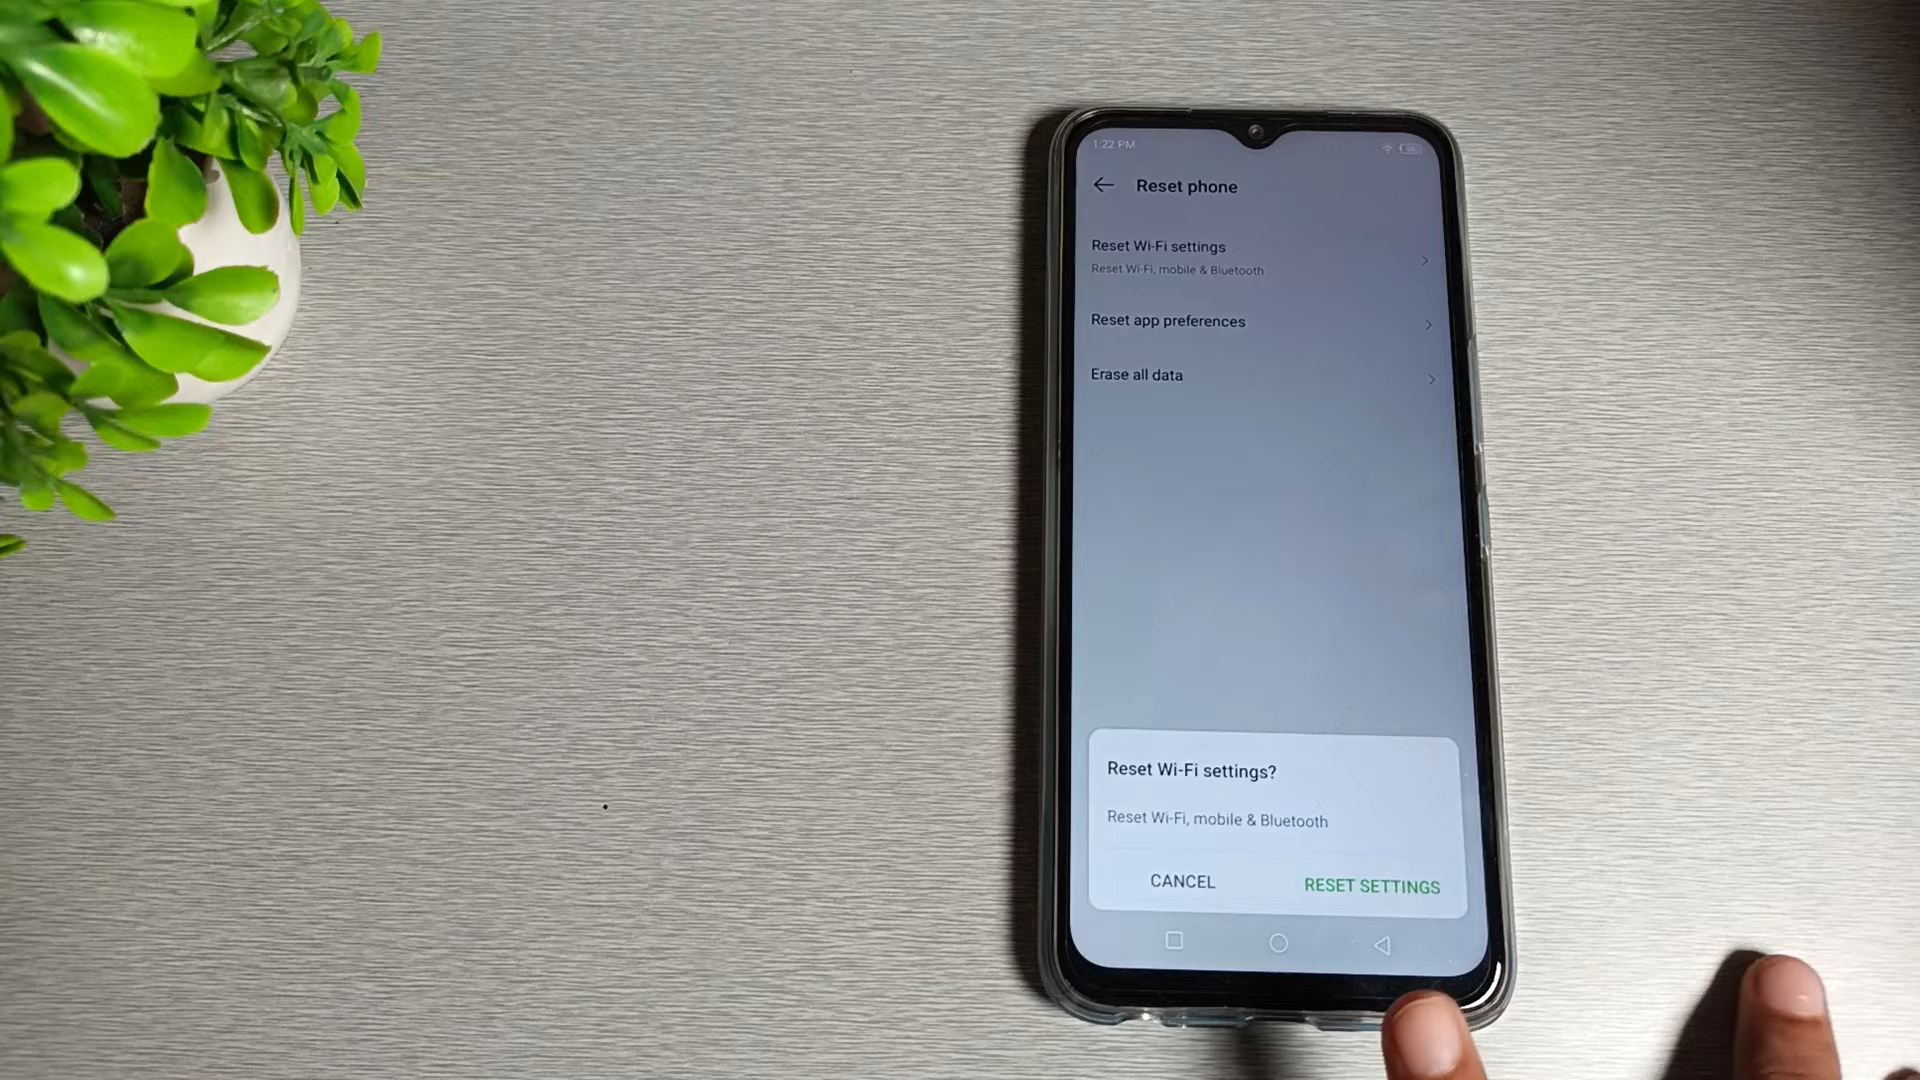 1:22 PM
Reset phone
Reset Wi-Fi settings
Reset Wi-Fi, mobile & Bluetooth
Reset app preferences
Erase all data
Reset Wi-Fi settings?
Reset Wi-Fi, mobile & Bluetooth
CANCEL RESET SETTINGS